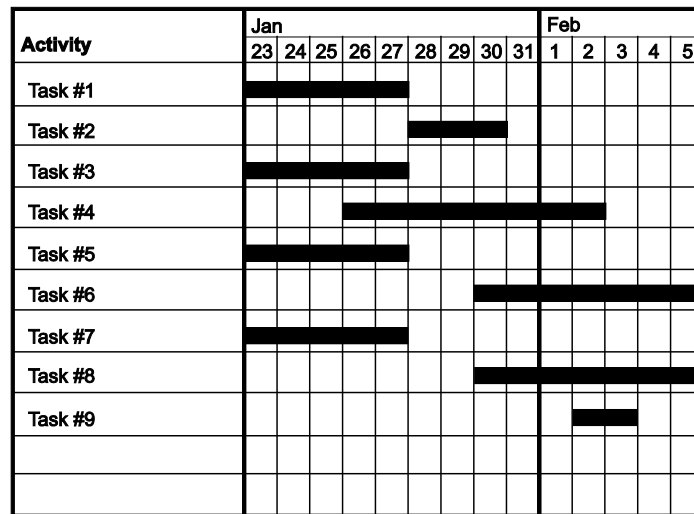 Jan Feb
Activity
23 24 25 26 27 28 29 30 31 1 2 3 4 5
Task #1
Task #2
Task #3
Task #4
Task #5
Task #6
Task #7
Task #8
Task #9